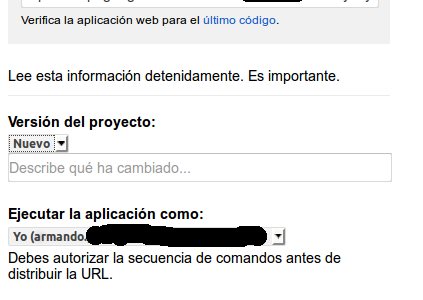 Verifica la aplicación web para el último código.
Lee esta información detenidamente. Es importante.
Versión del proyecto:
Nuevo
Describe qué ha cambiado...
Ejecutar la aplicación como:
Yo (armando.
Debes autorizar la secuencia de comandos antes de
distribuir la URL.